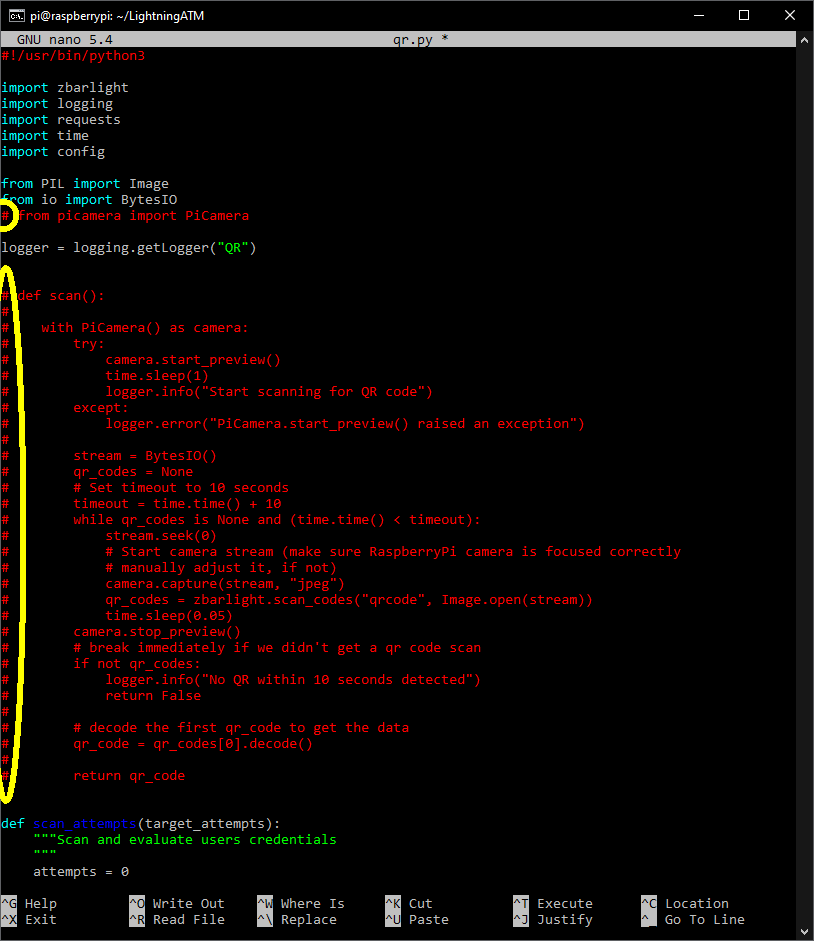 pi@raspberrypi: ~/LightningATM
GNU nano 5.4 qr.py *
#!/usr/bin/python3

import zbarlight
import logging
import requests
import time
import config

from PIL import Image
from io import BytesIO
# from picamera import PiCamera

logger = logging.getLogger("QR")


# def scan():
#
#    with PiCamera() as camera:
#        try:
#            camera.start_preview()
#            time.sleep(1)
#            logger.info("Start scanning for QR code")
#        except:
#            logger.error("PiCamera.start_preview() raised an exception")
#
#        stream = BytesIO()
#        qr_codes = None
#        # Set timeout to 10 seconds
#        timeout = time.time() + 10
#        while qr_codes is None and (time.time() < timeout):
#            stream.seek(0)
#            # Start camera stream (make sure RaspberryPi camera is focused correctly
#            # manually adjust it, if not)
#            camera.capture(stream, "jpeg")
#            qr_codes = zbarlight.scan_codes("qrcode", Image.open(stream))
#            time.sleep(0.05)
#        camera.stop_preview()
#        # break immediately if we didn't get a qr code scan
#        if not qr_codes:
#            logger.info("No QR within 10 seconds detected")
#            return False
#
#        # decode the first qr_code to get the data
#        qr_code = qr_codes[0].decode()
#
#        return qr_code


def scan_attempts(target_attempts):
    """Scan and evaluate users credentials
    """
    attempts = 0

^G Help ^O Write Out ^W Where Is ^K Cut ^T Execute ^C Location
^X Exit ^R Read File ^\ Replace ^U Paste ^J Justify ^_ Go To Line